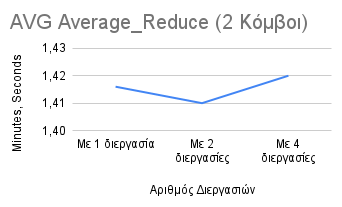 AVG Average_Reduce (2 Κόμβοι)
1,43
1,42
1,41
1,40
Minutes, Seconds
Με 1 διεργασία
Με 2 διεργασίες
Με 4 διεργασίες
Αριθμός Διεργασιών